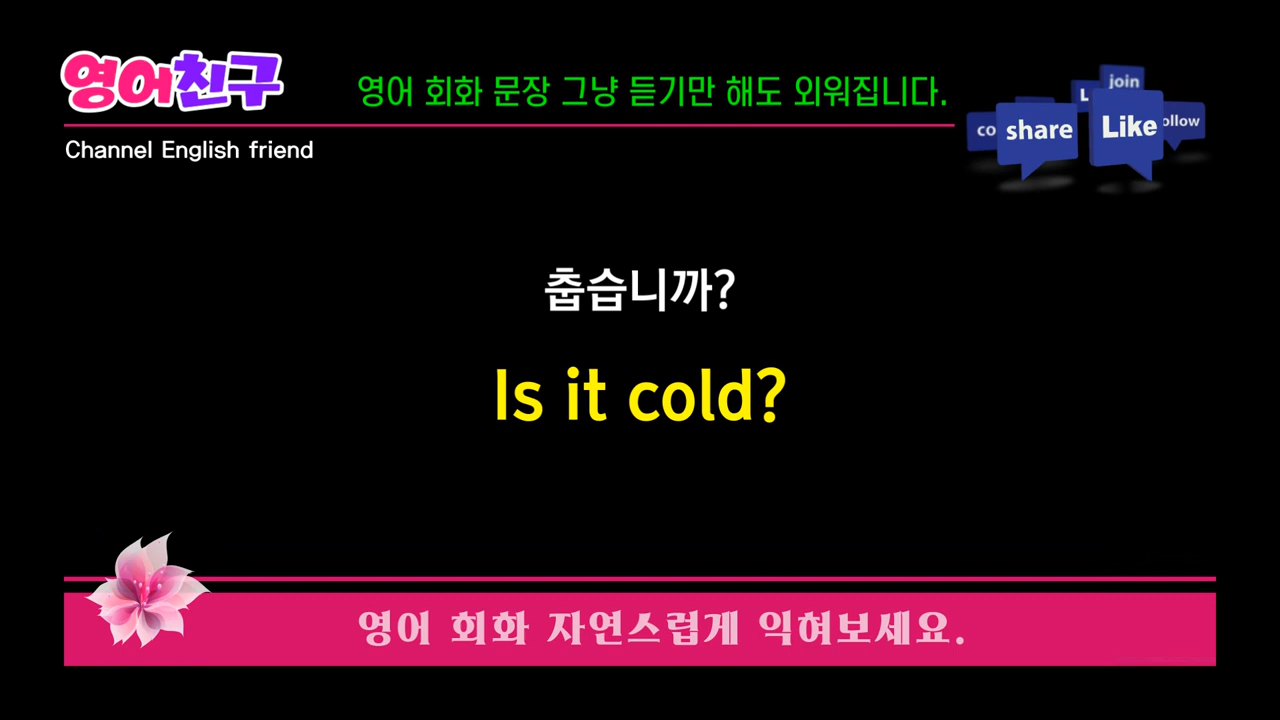 영어친구
영어 회화 문장 그냥 듣기만 해도 외워집니다.
join
share
Like
Channel English friend
춥습니까?
Is it cold?
영어 회화 자연스럽게 익혀보세요.